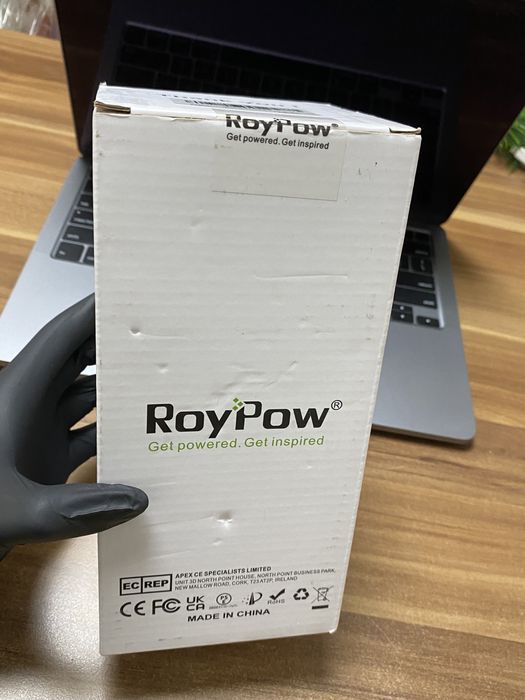 RoyPow®
Get powered. Get inspired
RoyPow®
Get powered. Get inspired
EC REP
APEX CE SPECIALISTS LIMITED
UNIT 3D NORTH POINT HOUSE, NORTH POINT BUSINESS PARK,
NEW MALLOW ROAD, CORK, T23 AT2P, IRELAND
CE FC UK
CA
RoHS
MADE IN CHINA